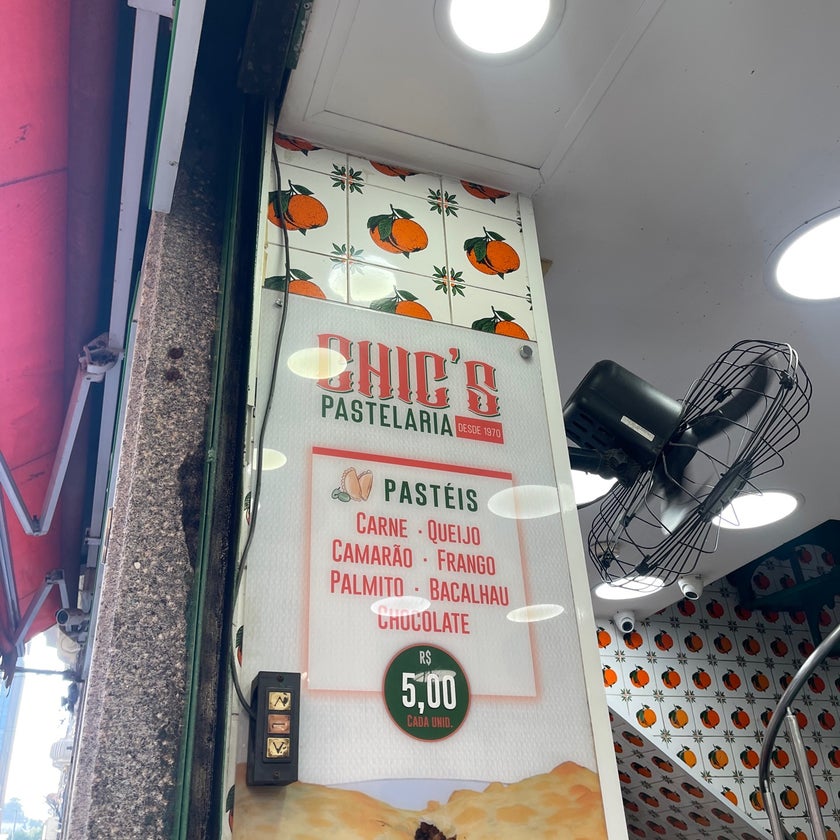 CHIC'S
PASTELARIA
DESDE 1970
PASTÉIS
CARNE · QUEIJO
CAMARÃO · FRANGO
PALMITO · BACALHAU
CHOCOLATE
R$
5,00
CADA UNID.